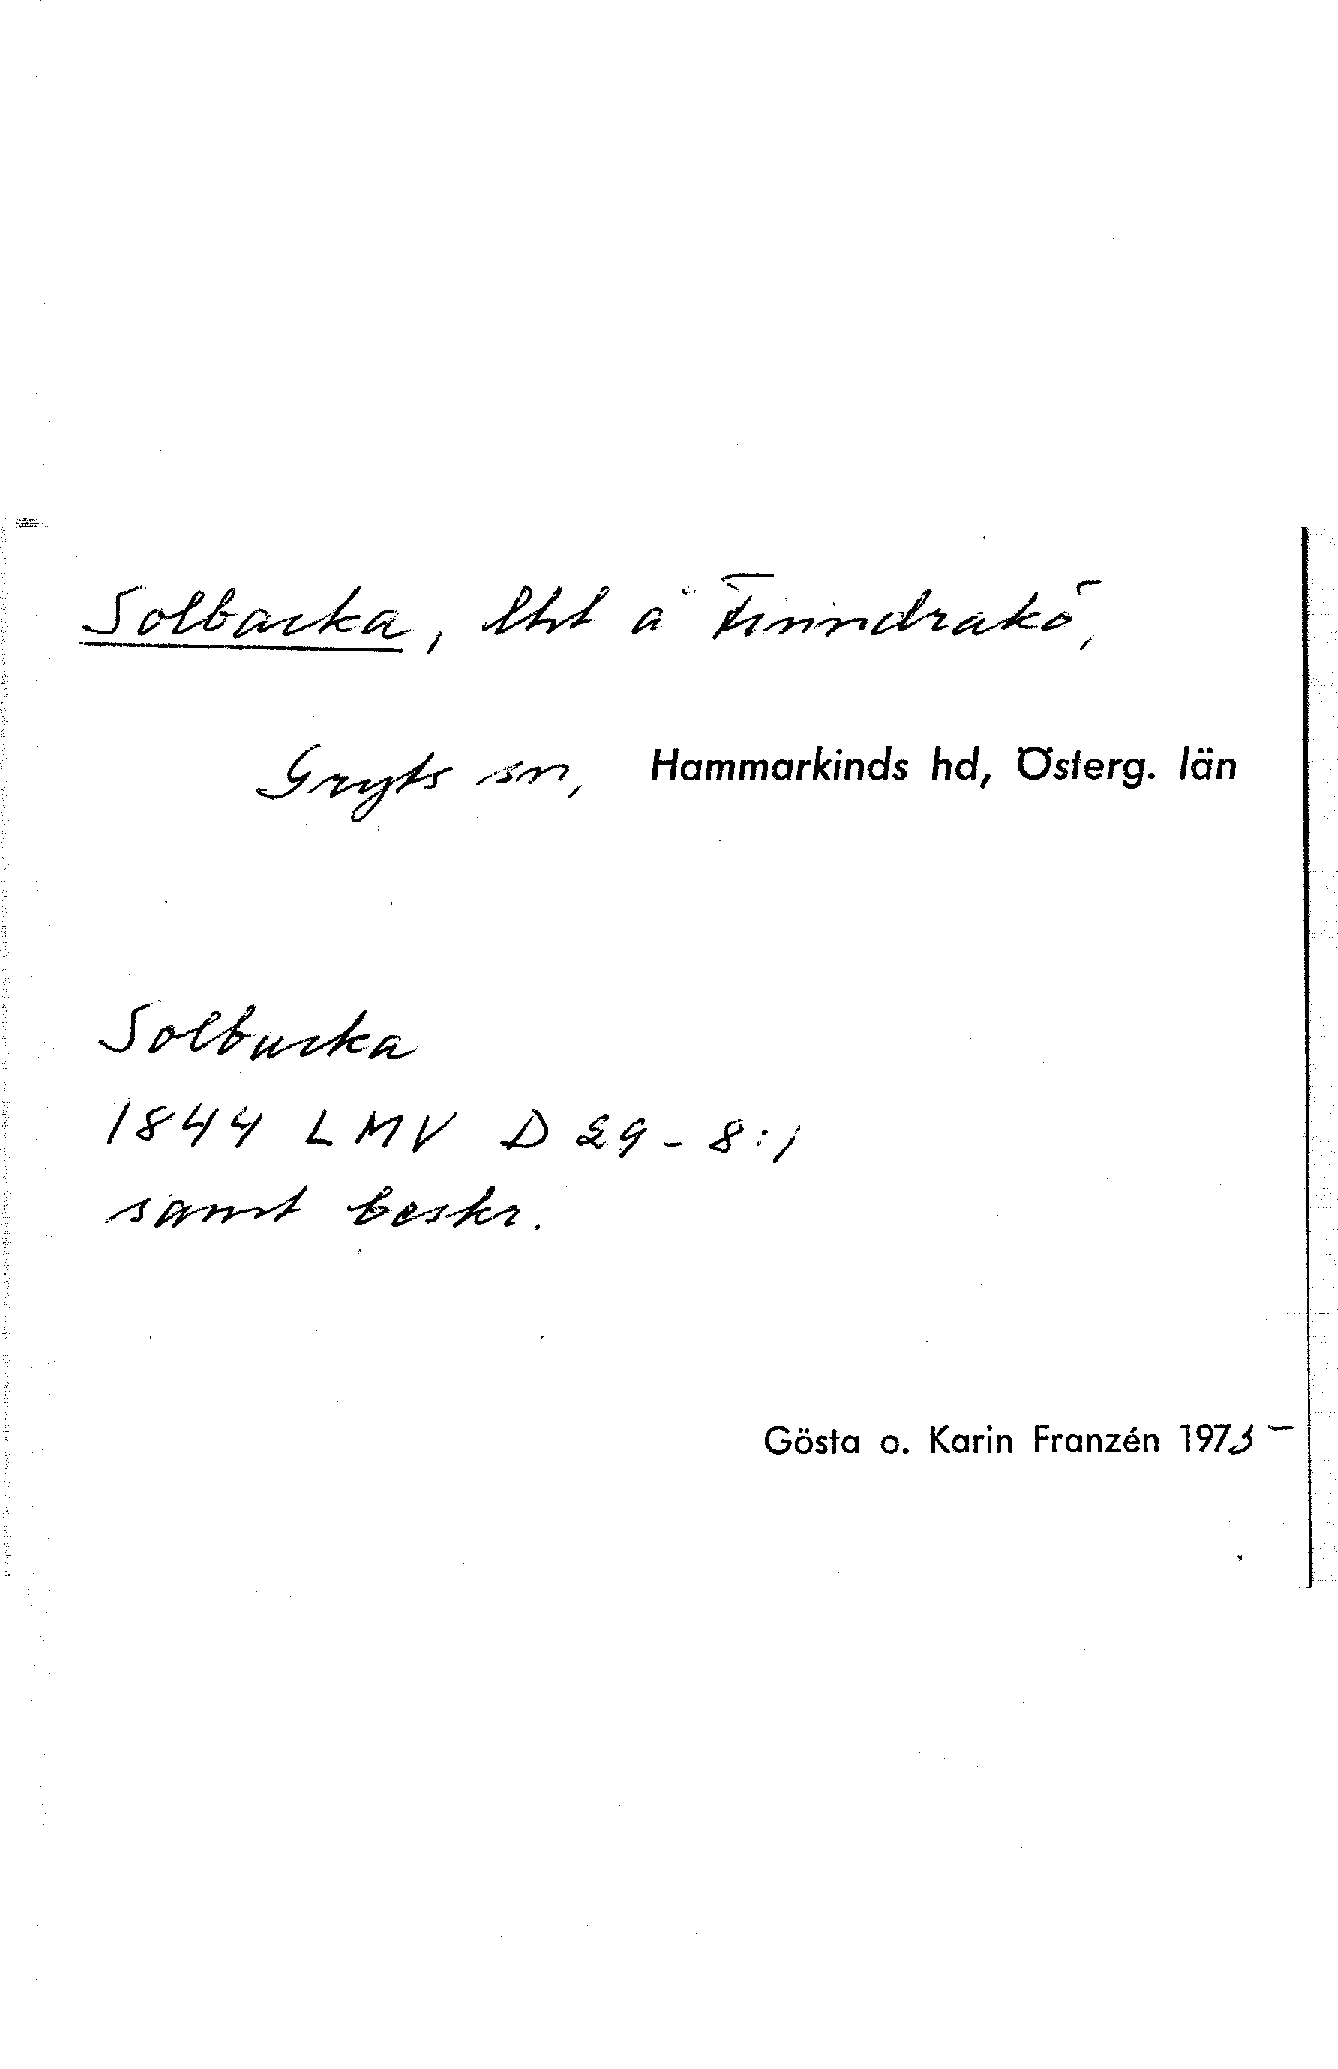 Solbacka, lht å Finndrakö,
Gryts sn, Hammarkinds hd, Österg. län
Solbacka
1844 LMV D 29-8:1
samt beskr.
Gösta o. Karin Franzén 1973